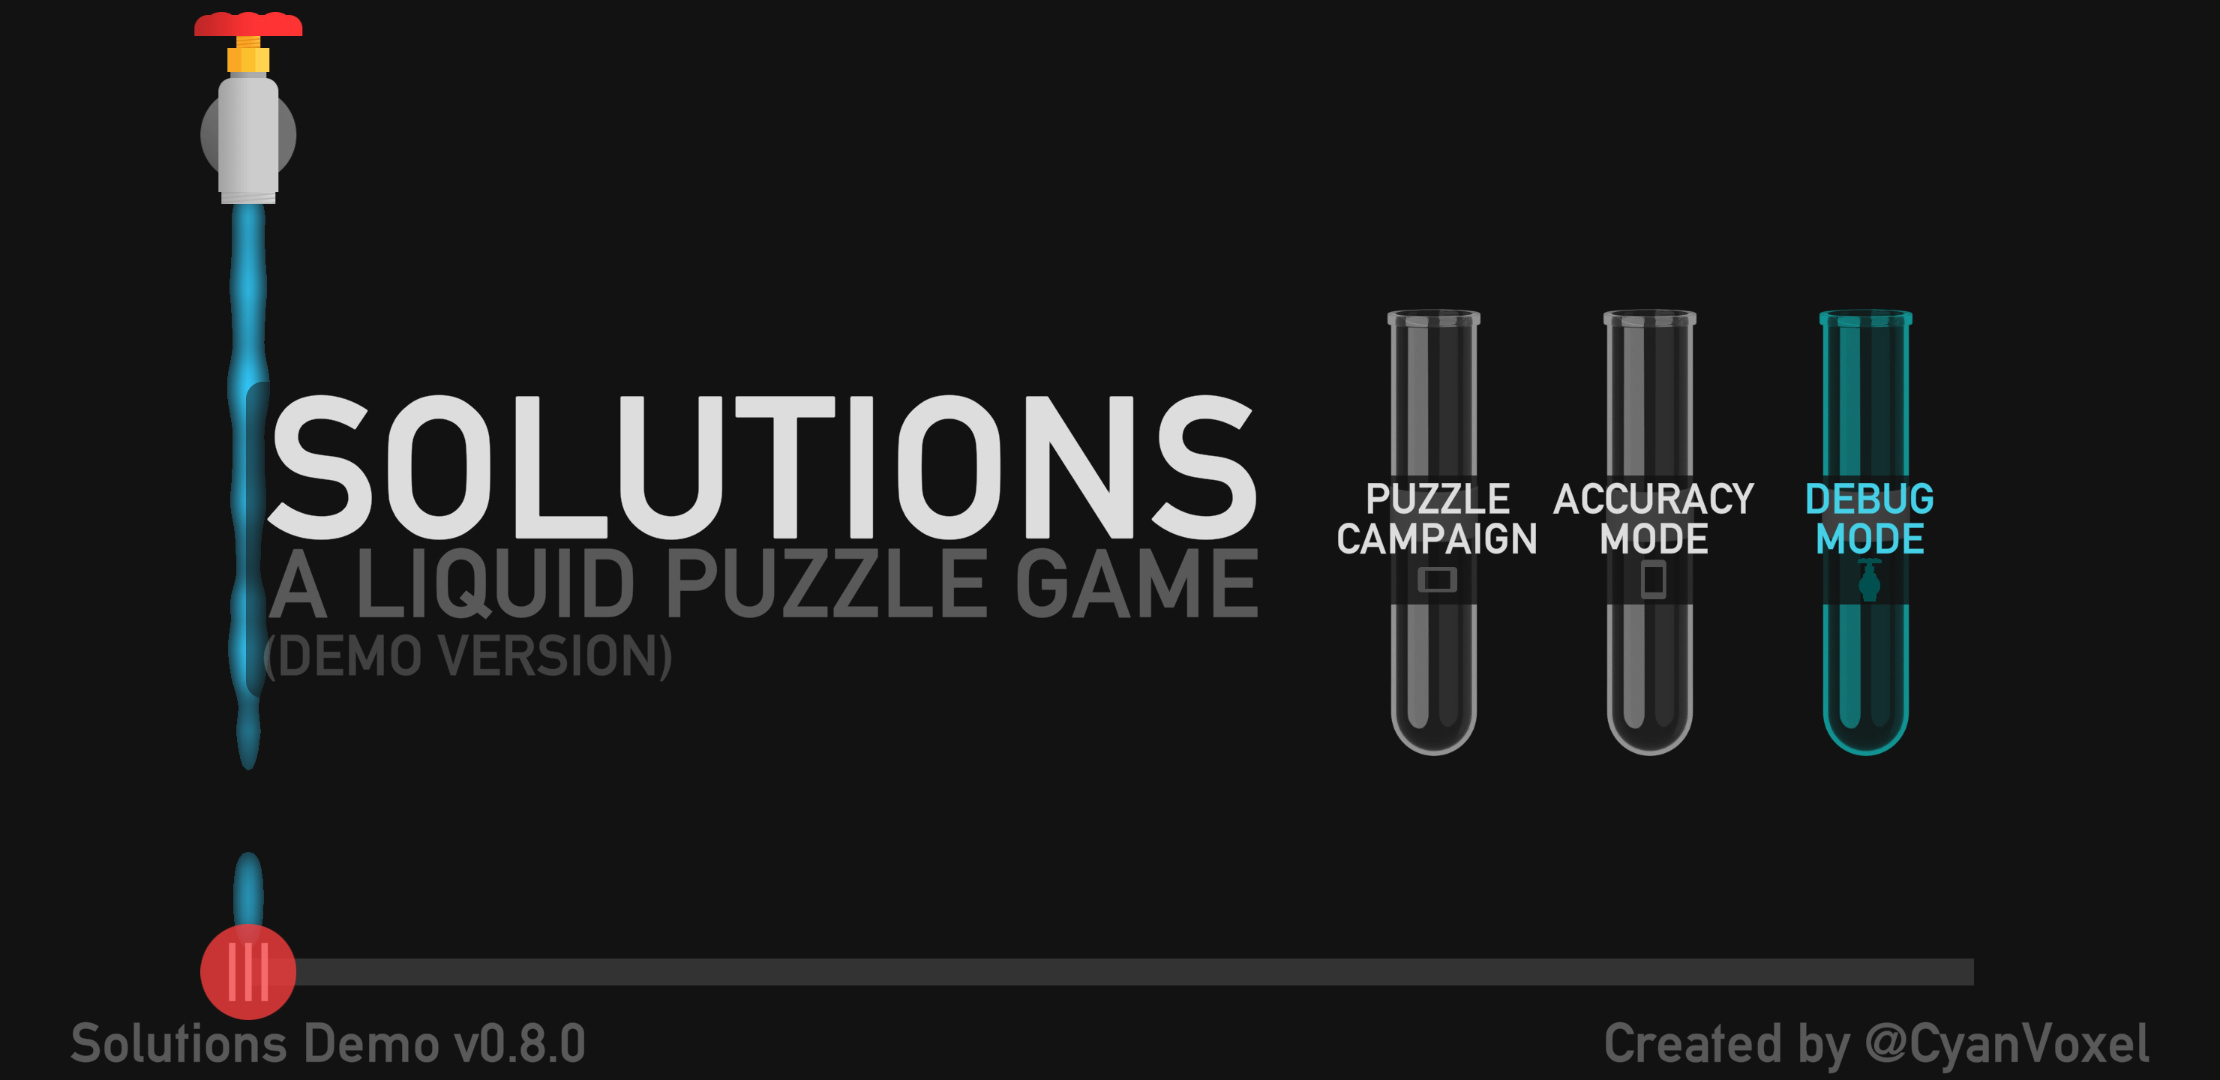 SOLUTIONS
A LIQUID PUZZLE GAME
(DEMO VERSION)
PUZZLE
CAMPAIGN
ACCURACY
MODE
DEBUG
MODE
Solutions Demo v0.8.0
Created by @CyanVoxel